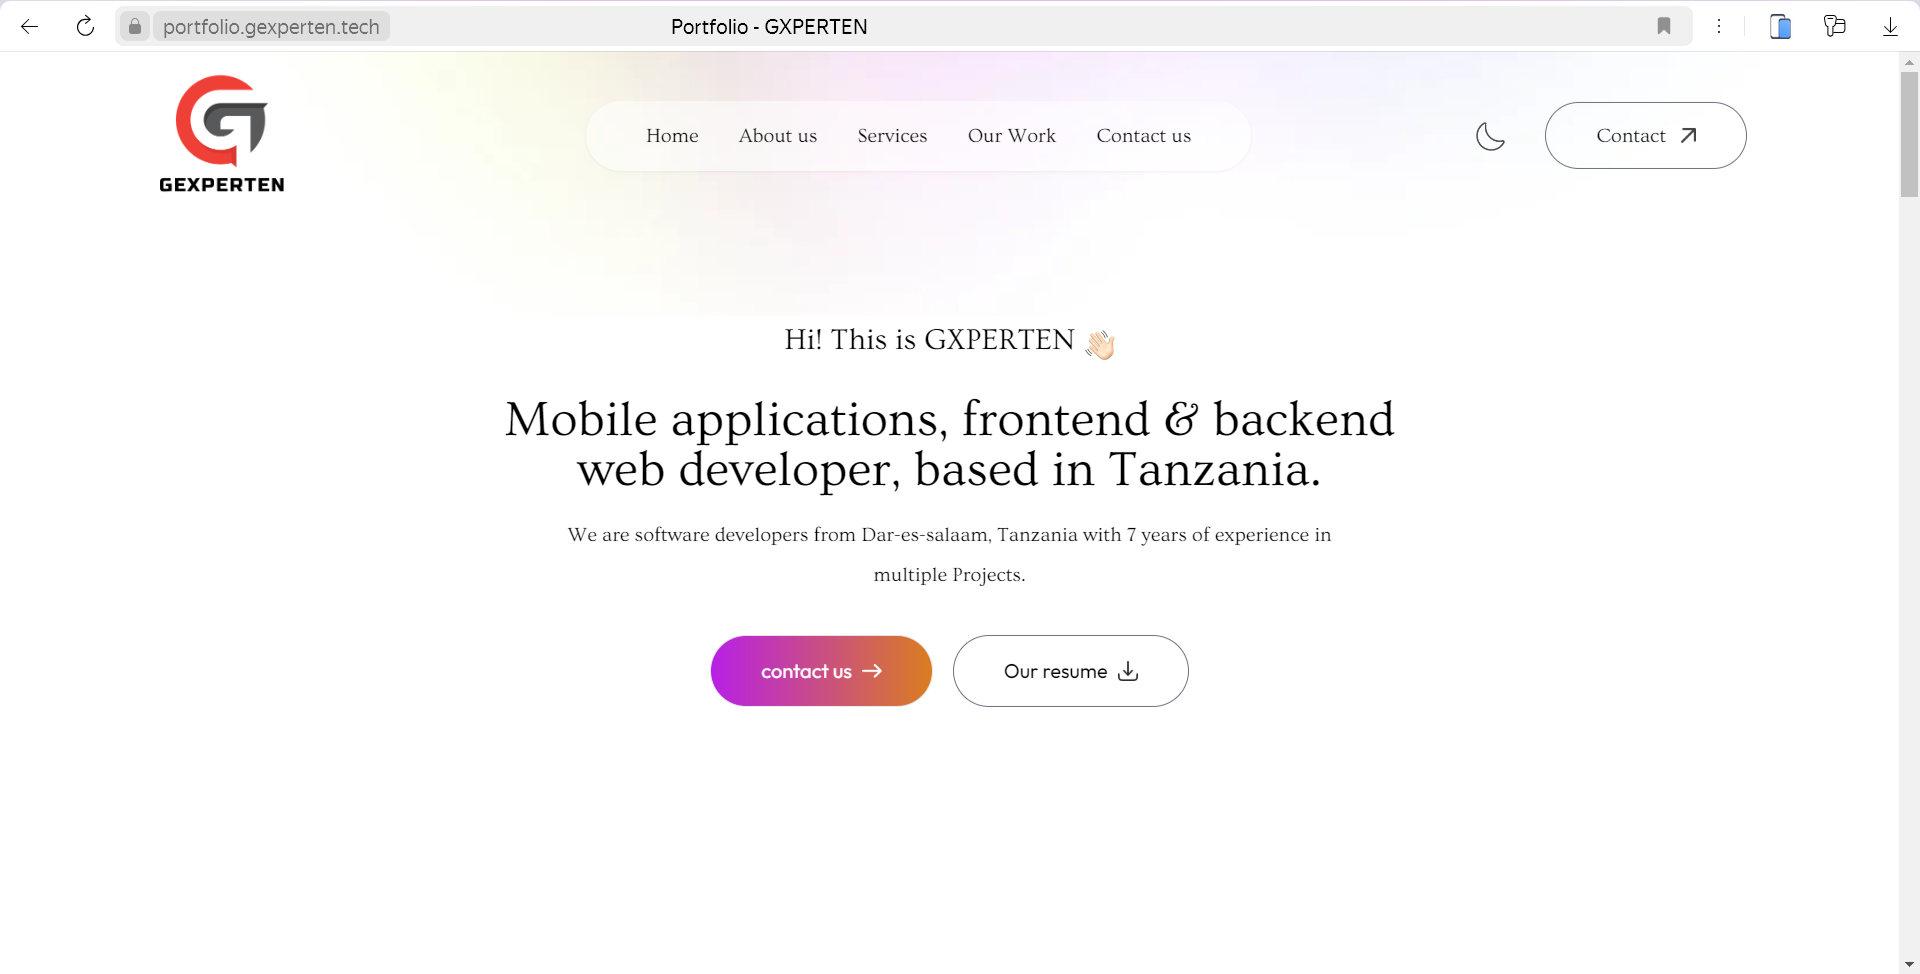 portfolio.gexperten.tech
Portfolio - GXPERTEN
GEXPERTEN
Home
About us
Services
Our Work
Contact us
Contact
Hi! This is GXPERTEN 👋🏻
Mobile applications, frontend & backend
web developer, based in Tanzania.
We are software developers from Dar-es-salaam, Tanzania with 7 years of experience in
multiple Projects.
contact us
Our resume